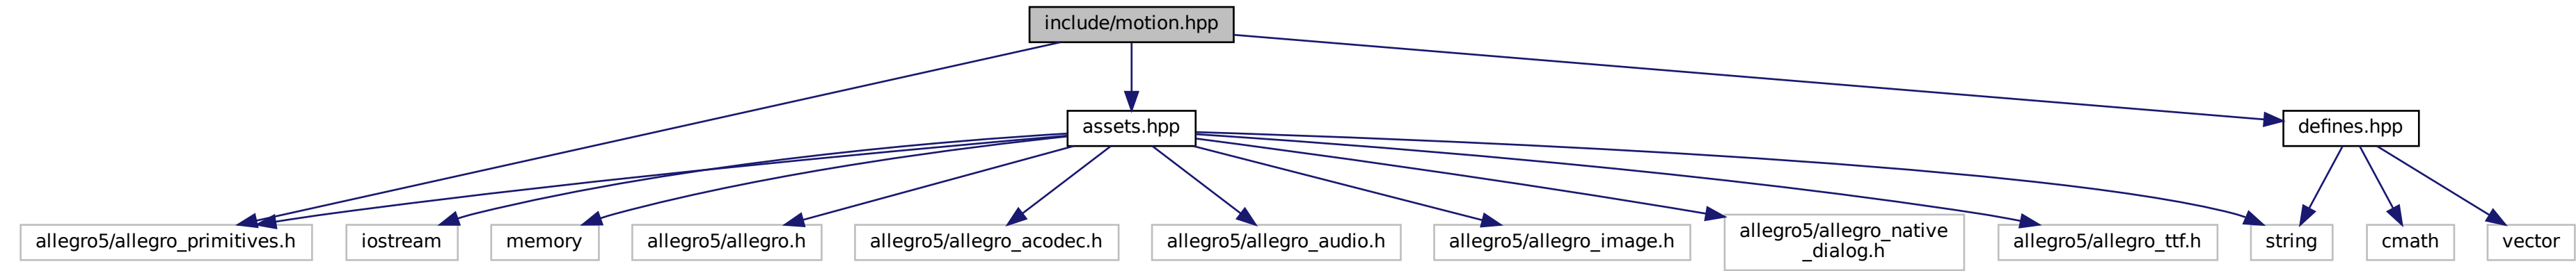 include/motion.hpp
assets.hpp
defines.hpp
allegro5/allegro_primitives.h
iostream
memory
allegro5/allegro.h
allegro5/allegro_acodec.h
allegro5/allegro_audio.h
allegro5/allegro_image.h
allegro5/allegro_native
_dialog.h
allegro5/allegro_ttf.h
string
cmath
vector